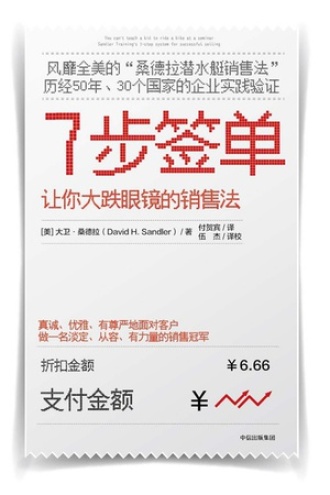 You can't teach a kid to ride a bike at a seminar
Sandler Training's 7-step system for successful selling
风靡全美的“桑德拉潜水艇销售法”
历经50年、30个国家的企业实践验证
7步签单
让你大跌眼镜的销售法
[美] 大卫·桑德拉（David H. Sandler）/ 著
付贺宾 / 译
伍杰 / 译校
真诚、优雅、有尊严地面对客户
做一名淡定、从容、有力量的销售冠军
折扣金额 ￥6.66
支付金额 ￥
中信出版集团